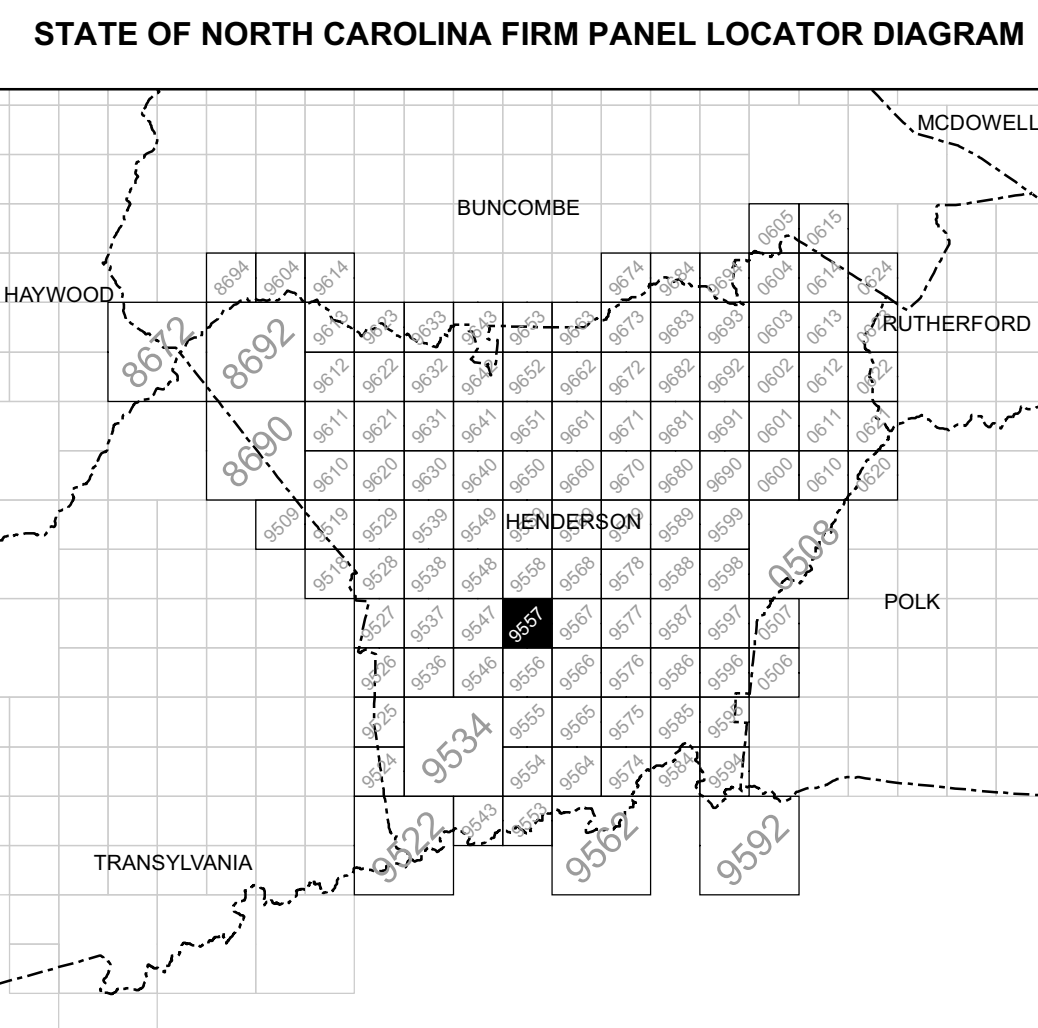 STATE OF NORTH CAROLINA FIRM PANEL LOCATOR DIAGRAM
MCDOWELL
BUNCOMBE
0605 0615
8694 9604 9614 9674 9684 9694 0604 0614 0624
HAYWOOD
8672 8692 9613 9623 9633 9643 9653 9663 9673 9683 9693 0603 0613 RUTHERFORD
9612 9622 9632 9642 9652 9662 9672 9682 9692 0602 0612 0622
8690 9611 9621 9631 9641 9651 9661 9671 9681 9691 0601 0611 0621
9610 9620 9630 9640 9650 9660 9670 9680 9690 0600 0610 0620
9509 9519 9529 9539 9549 HENDERSON 9589 9599 0508
9518 9528 9538 9548 9558 9568 9578 9588 9598
POLK
9527 9537 9547 9557 9567 9577 9587 9597 0507
9526 9536 9546 9556 9566 9576 9586 9596 0506
9525 9534 9555 9565 9575 9585 9595
9524 9554 9564 9574 9584 9594
9522 9543 9553 9562 9592
TRANSYLVANIA